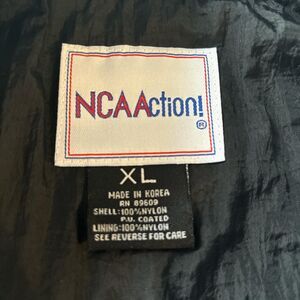 NCAAction!
®
XL
MADE IN KOREA
RN 89609
SHELL:100%NYLON
P.U. COATED
LINING:100%NYLON
SEE REVERSE FOR CARE